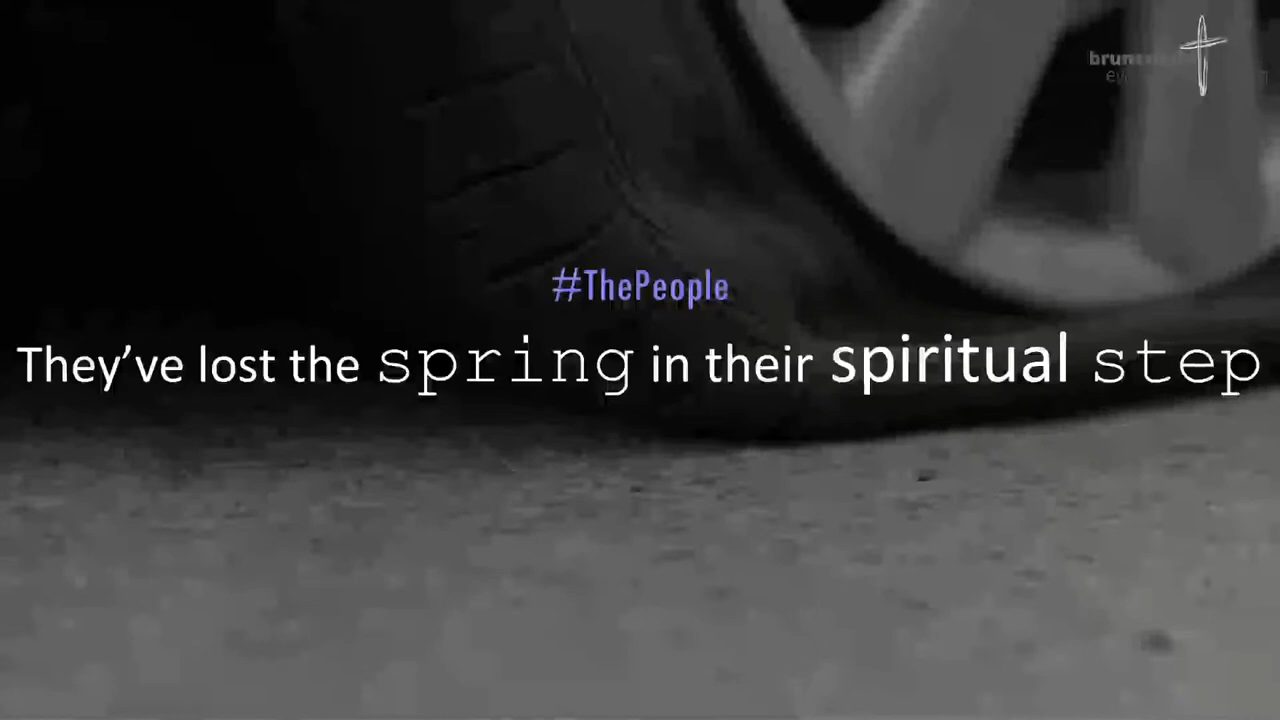 #ThePeople
They’ve lost the spring in their spiritual step